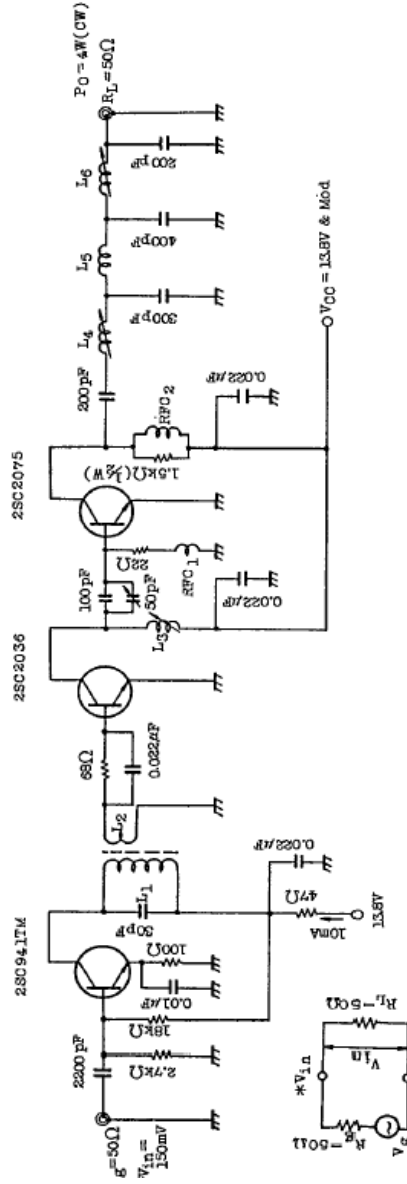 2SC941TM
2SC2036
2SC2075
g=50Ω
Vin=
150mV
2200pF
2.7kΩ
18kΩ
0.01μF
100Ω
30pF
L1
L2
68Ω
0.022μF
0.022μF
47Ω
10mA
13.8V
L3
100pF
50pF
22Ω
RFC1
0.022μF
1.5kΩ(½W)
RFC2
0.022μF
200pF
L4
300pF
L5
400pF
L6
200pF
PO=4W(CW)
RL=50Ω
VCC=13.8V & Mod
*Vin
Rg=50Ω
Vin
RL=50Ω
Vg